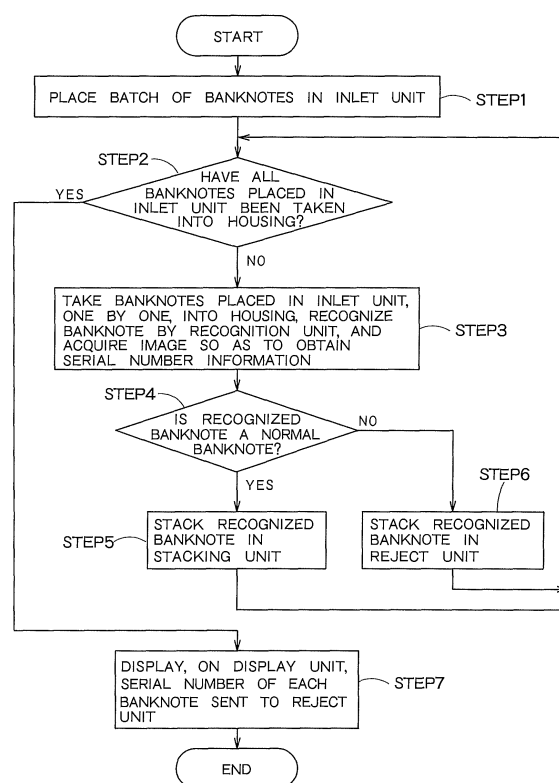 START
PLACE BATCH OF BANKNOTES IN INLET UNIT
STEP1
STEP2
HAVE ALL
BANKNOTES PLACED IN
INLET UNIT BEEN TAKEN
INTO HOUSING?
YES
NO
TAKE BANKNOTES PLACED IN INLET UNIT,
ONE BY ONE, INTO HOUSING, RECOGNIZE
BANKNOTE BY RECOGNITION UNIT, AND
ACQUIRE IMAGE SO AS TO OBTAIN
SERIAL NUMBER INFORMATION
STEP3
STEP4
IS RECOGNIZED
BANKNOTE A NORMAL
BANKNOTE?
NO
YES
STEP5
STACK RECOGNIZED
BANKNOTE IN
STACKING UNIT
STEP6
STACK RECOGNIZED
BANKNOTE IN
REJECT UNIT
DISPLAY, ON DISPLAY UNIT,
SERIAL NUMBER OF EACH
BANKNOTE SENT TO REJECT
UNIT
STEP7
END